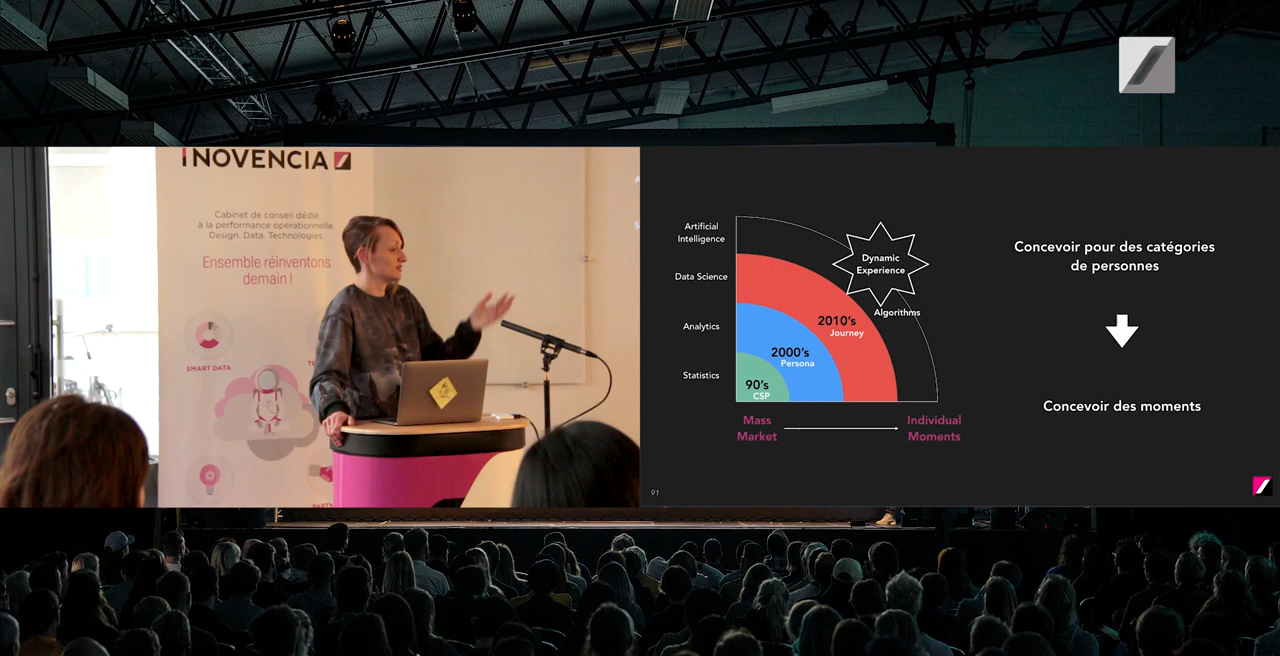 INOVENCIA
Cabinet de conseil dédié
à la performance opérationnelle.
Design. Data. Technologies.
Ensemble réinventons
demain !
SMART DATA
Artificial
Intelligence
Data Science
Analytics
Statistics
Dynamic
Experience
Algorithms
2010's
Journey
2000's
Persona
90's
CSP
Mass
Market
Individual
Moments
Concevoir pour des catégories
de personnes
Concevoir des moments
91